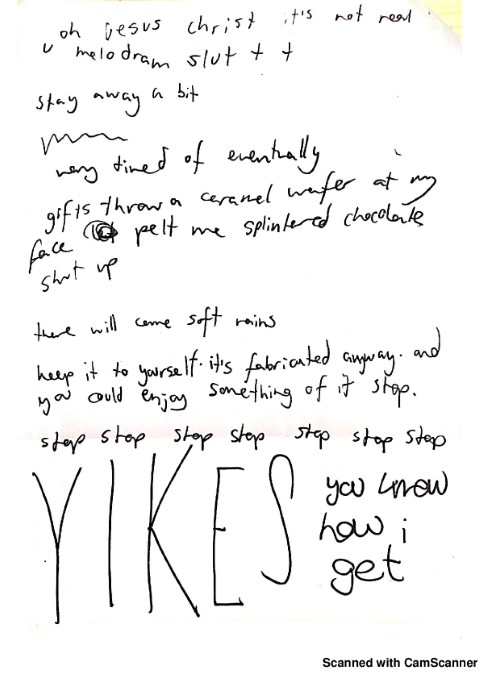 oh jesus christ it's not real
u melodram slut t t
stay away a bit
very tired of eventually
gifts throw a caramel wafer at my
face pelt me splintered chocolate
shut up
there will come soft rains
keep it to yourself. it's fabricated anyway. and
you could enjoy something of it stop.
stop stop stop stop stop stop stop
YIKES you know
how i
get
Scanned with CamScanner